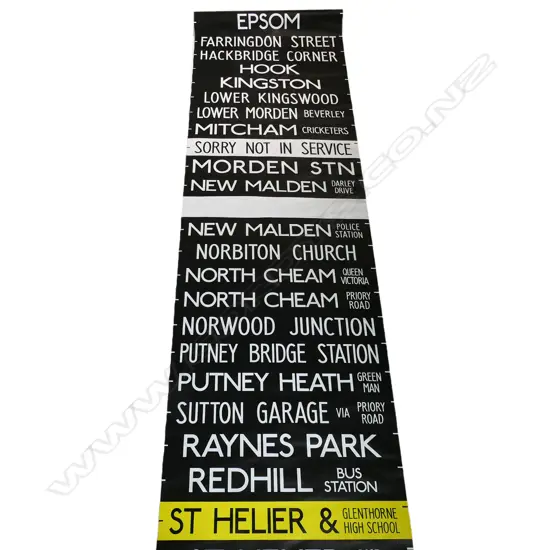 EPSOM
FARRINGDON STREET
HACKBRIDGE CORNER
HOOK
KINGSTON
LOWER KINGSWOOD
LOWER MORDEN BEVERLEY
MITCHAM CRICKETERS
SORRY NOT IN SERVICE
MORDEN STN
NEW MALDEN DARLEY DRIVE
NEW MALDEN POLICE STATION
NORBITON CHURCH
NORTH CHEAM QUEEN VICTORIA
NORTH CHEAM PRIORY ROAD
NORWOOD JUNCTION
PUTNEY BRIDGE STATION
PUTNEY HEATH GREEN MAN
SUTTON GARAGE VIA PRIORY ROAD
RAYNES PARK
REDHILL BUS STATION
ST HELIER & GLENTHORNE HIGH SCHOOL